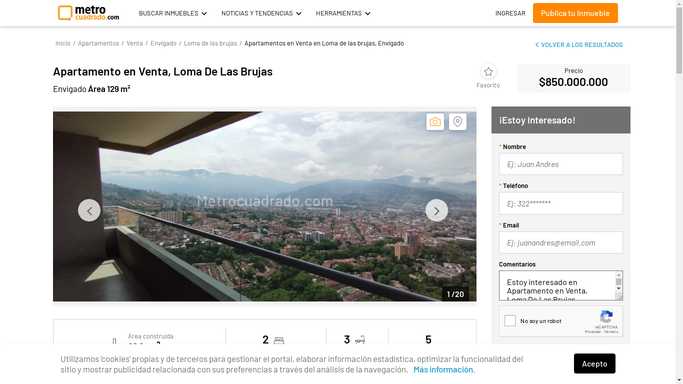 metro
cuadrado.com
BUSCAR INMUEBLES
NOTICIAS Y TENDENCIAS
HERRAMIENTAS
INGRESAR
Publica tu Inmueble
Inicio / Apartamentos / Venta / Envigado / Loma de las brujas / Apartamentos en Venta en Loma de las brujas, Envigado
VOLVER A LOS RESULTADOS
Apartamento en Venta, Loma De Las Brujas
Envigado Área 129 m²
Favorito
Precio
$850.000.000
Metrocuadrado.com
1 /20
¡Estoy Interesado!
* Nombre
Ej: Juan Andres
* Teléfono
Ej: 322*******
* Email
Ej: juanandres@email.com
Comentarios
Estoy interesado en
Apartamento en Venta,
Loma De Las Brujas
No soy un robot
reCAPTCHA
Privacidad - Términos
Área construida
2
3
5
Utilizamos 'cookies' propias y de terceros para gestionar el portal, elaborar información estadística, optimizar la funcionalidad del
sitio y mostrar publicidad relacionada con sus preferencias a través del análisis de la navegación. Más información.
Acepto